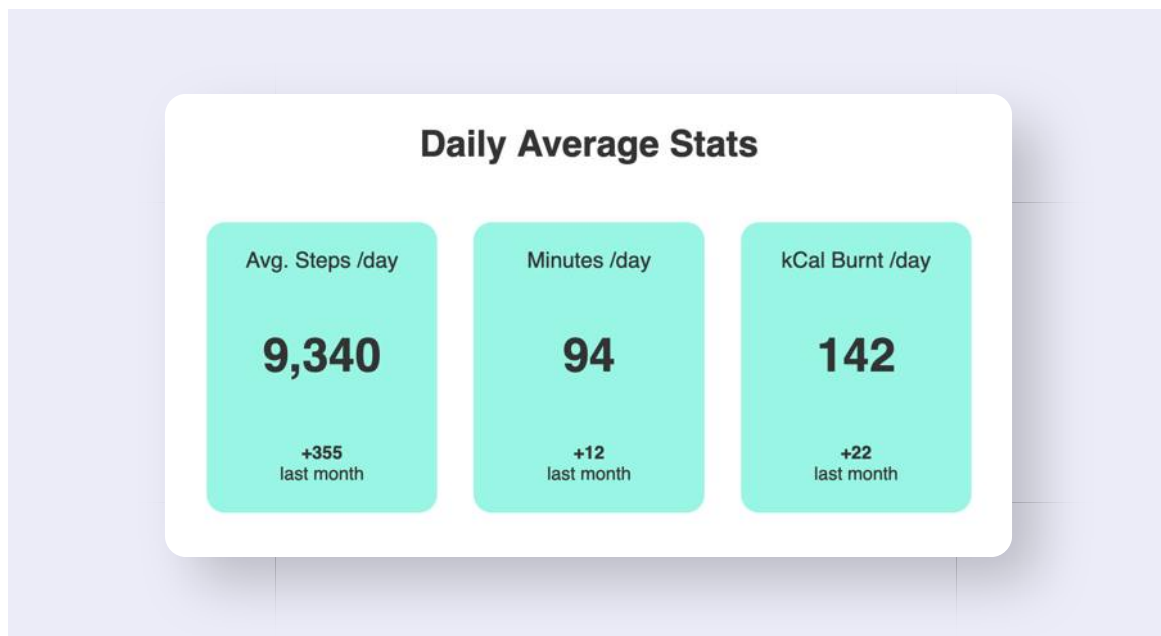 Daily Average Stats
Avg. Steps /day
9,340
+355
last month
Minutes /day
94
+12
last month
kCal Burnt /day
142
+22
last month